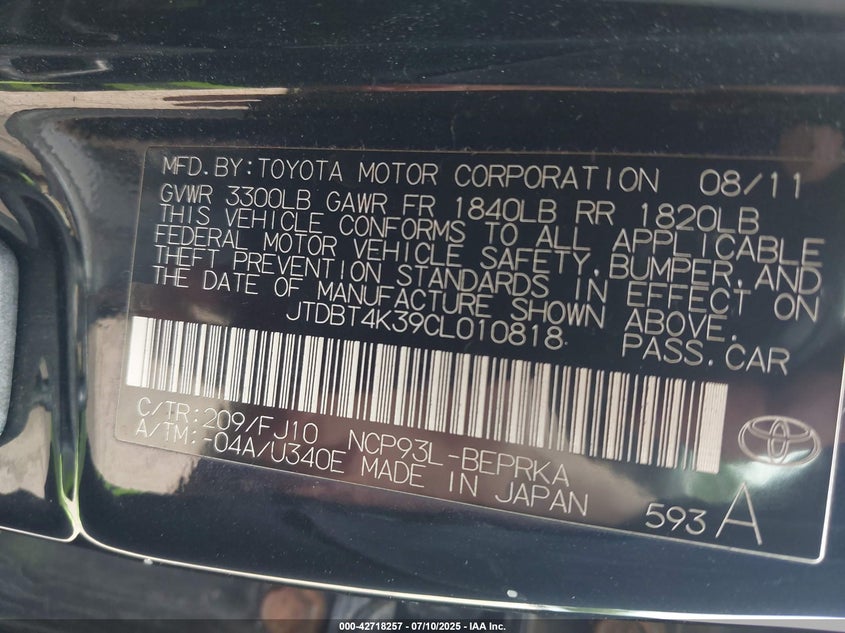 MFD.BY:TOYOTA MOTOR CORPORATION 08/11
GVWR 3300LB GAWR FR 1840LB RR 1820LB
THIS VEHICLE CONFORMS TO ALL APPLICABLE
FEDERAL MOTOR VEHICLE SAFETY,BUMPER,AND
THEFT PREVENTION STANDARDS IN EFFECT ON
THE DATE OF MANUFACTURE SHOWN ABOVE.
JTDBT4K39CL010818 PASS.CAR
C/TR:209/FJ10 NCP93L-BEPRKA
A/TM:-04A/U340E MADE IN JAPAN
593 A
000-42718257 - 07/10/2025 - IAA Inc.